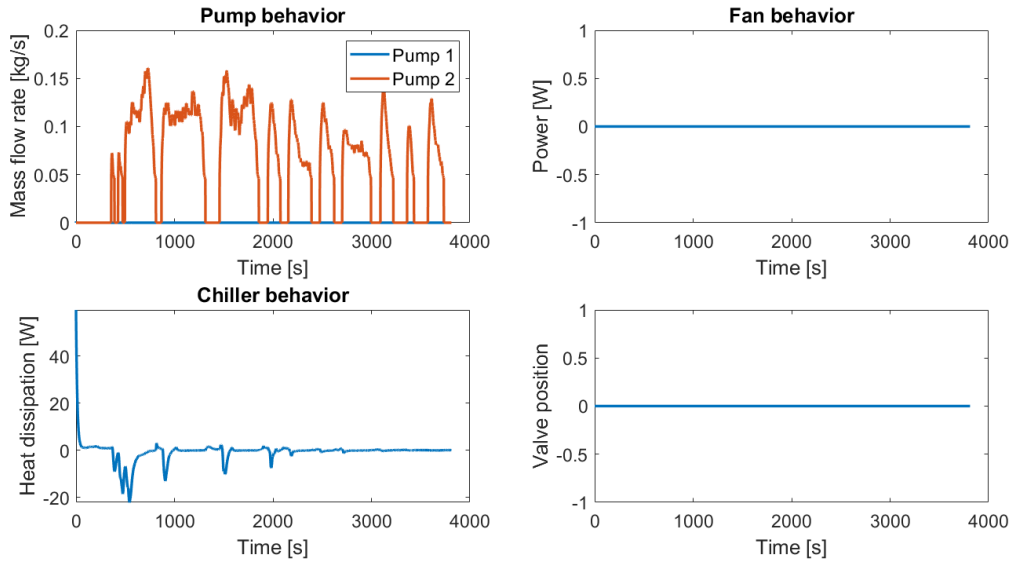 Pump behavior
Mass flow rate [kg/s]
0.2
0.15
0.1
0.05
0
Pump 1
Pump 2
0 1000 2000 3000 4000
Time [s]
Fan behavior
Power [W]
1
0.5
0
-0.5
-1
0 1000 2000 3000 4000
Time [s]
Chiller behavior
Heat dissipation [W]
40
20
0
-20
0 1000 2000 3000 4000
Time [s]
Valve position
1
0.5
0
-0.5
-1
0 1000 2000 3000 4000
Time [s]